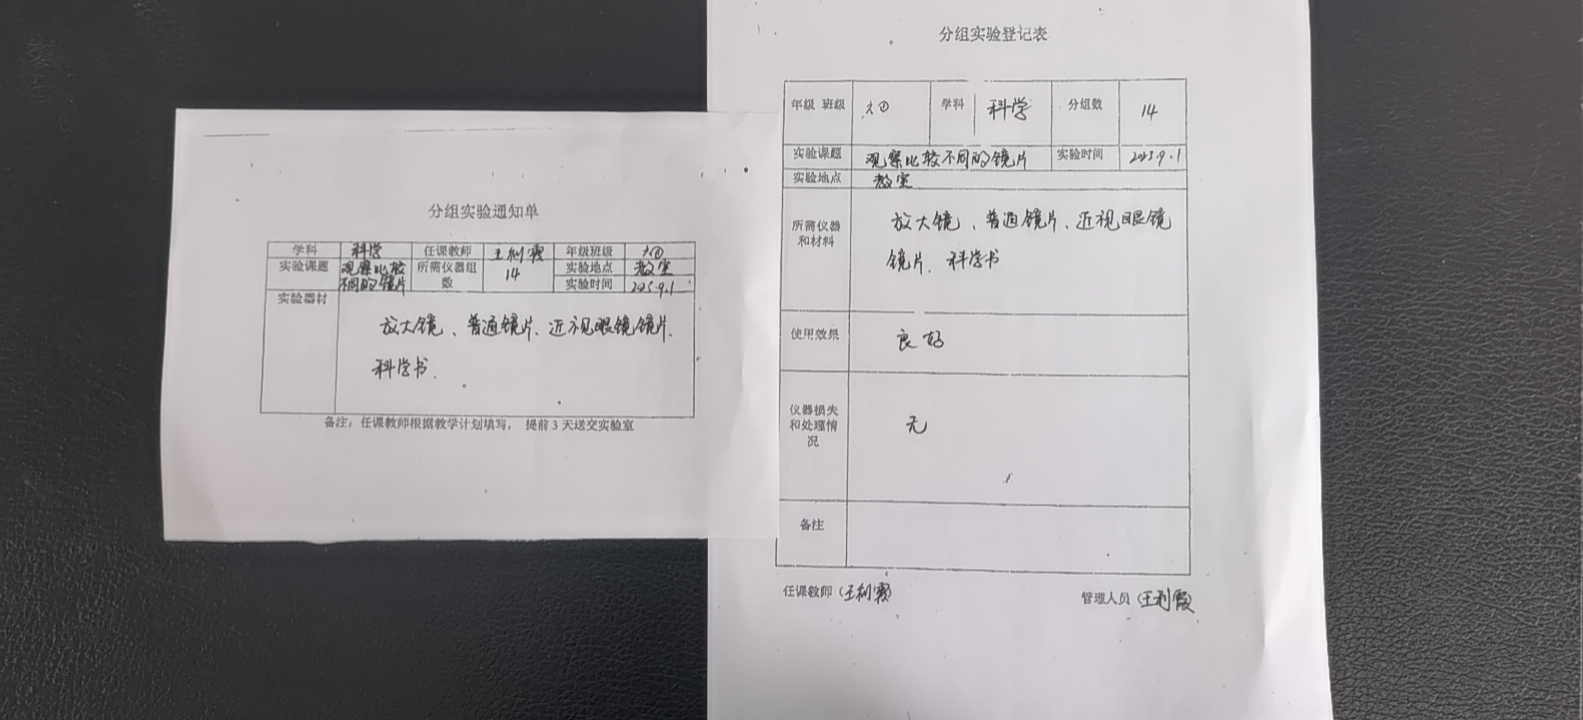 分组实验通知单
学科 科学 任课教师 王利霞 年级班级 六①
实验课题 观察比较 所需仪器组 14 实验地点 教室
不同的镜片 数 实验时间 2025.9.1
实验器材
放大镜、普通镜片、近视眼镜镜片、
科学书.
备注：任课教师根据教学计划填写， 提前 3 天送交实验室
分组实验登记表
年级 班级 六① 学科 科学 分组数 14
实验课题 观察比较不同的镜片 实验时间 2025.9.1
实验地点 教室
所需仪器 放大镜、普通镜片、近视眼镜
和材料 镜片、科学书
使用效果 良好
仪器损失
和处理情 无
况
备注
任课教师（王利霞） 管理人员（王利霞）